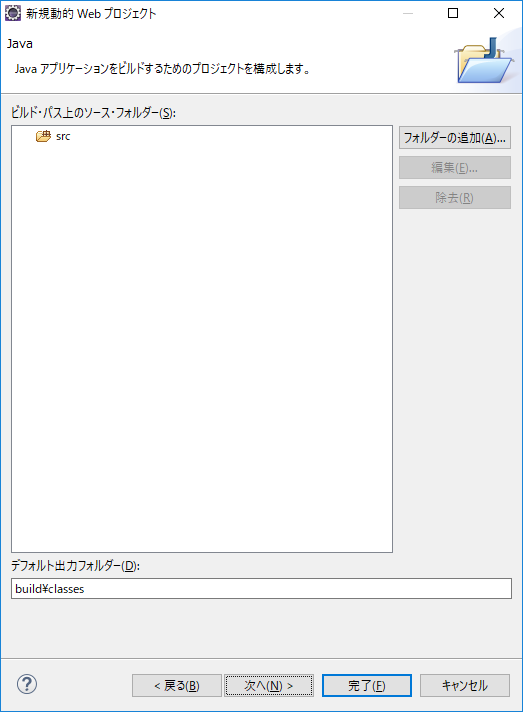 新規動的 Web プロジェクト
Java
Java アプリケーションをビルドするためのプロジェクトを構成します。
ビルド・パス上のソース・フォルダー(S):
src
フォルダーの追加(A)...
編集(E)...
除去(R)
デフォルト出力フォルダー(D):
build¥classes
?
< 戻る(B)
次へ(N) >
完了(F)
キャンセル